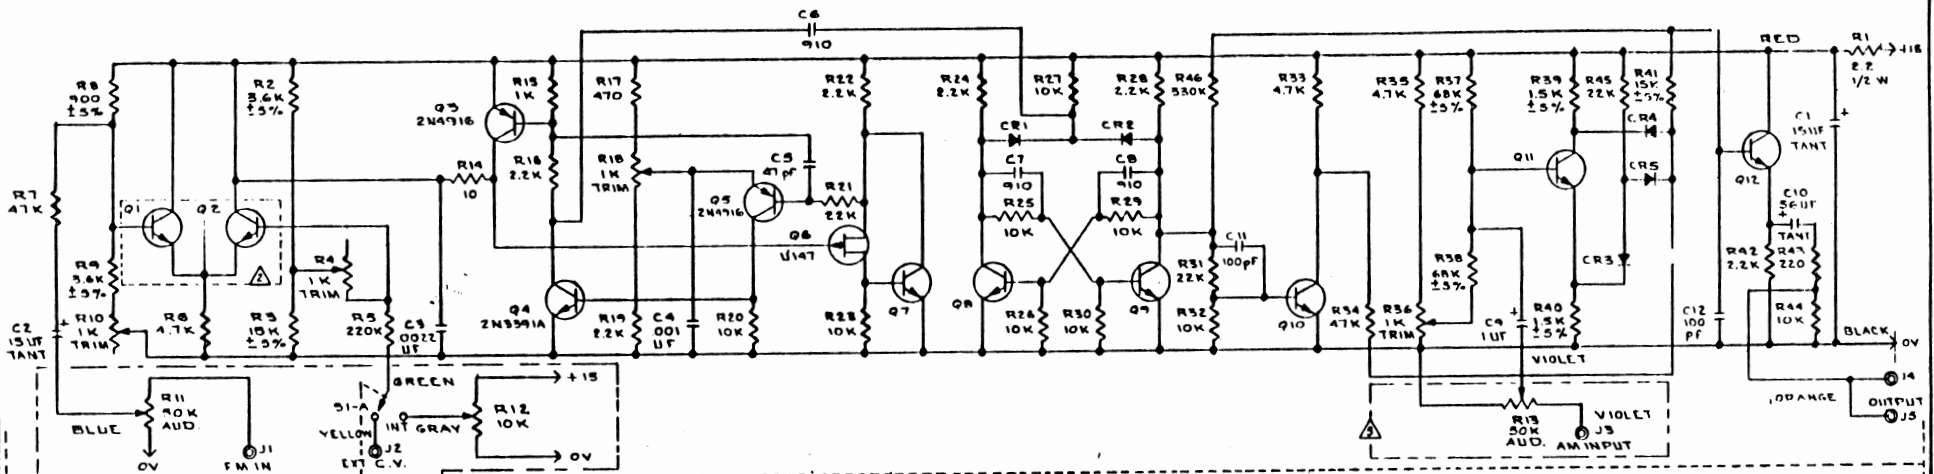 C6
910
RED
R1
2.2
1/2 W
R8
900
±5%
R2
3.6K
±5%
Q3
2N4916
R15
1K
R17
470
R22
2.2K
R24
2.2K
R27
10K
R28
2.2K
R46
330K
R33
4.7K
R35
4.7K
R37
68K
±5%
R39
1.5K
±5%
R45
22K
R41
15K
±5%
CR1
CR2
CR4
C1
15UF
TANT
+
R7
47K
Q1
Q2
R14
10
R16
2.2K
R18
1K
TRIM
C5
47pF
Q5
2N4916
R21
22K
C7
910
C8
910
R25
10K
R29
10K
Q11
CR5
Q12
C10
56UF
+
TANT
Q6
U147
C11
100pF
R9
3.6K
±5%
2
R4
1K
TRIM
R31
22K
R38
68K
±5%
CR3
R42
2.2K
R43
220
C2
15UF
TANT
+
R10
1K
TRIM
R6
4.7K
R3
15K
±5%
R5
220K
C3
.0022
UF
Q4
2N3391A
R19
2.2K
C4
.001
UF
R20
10K
R23
10K
Q7
Q8
R26
10K
R30
10K
Q9
R32
10K
Q10
R34
47K
R36
1K
TRIM
C9
1UF
+
R40
1.5K
±5%
C12
100
pF
R44
10K
BLACK
0V
VIOLET
GREEN
+15
R11
50K
AUD.
BLUE
0V
J1
FM IN
S1-A
YELLOW
INT
GRAY
J2
EXT C.V.
R12
10K
0V
3
R13
50K
AUD.
VIOLET
J3
AM INPUT
ORANGE
J4
OUTPUT
J5